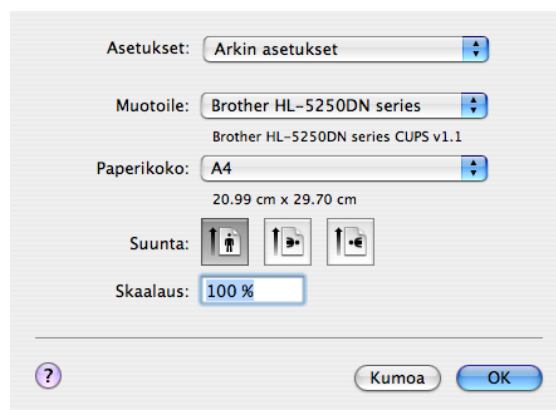 Asetukset: Arkin asetukset
Muotoile: Brother HL-5250DN series
Brother HL-5250DN series CUPS v1.1
Paperikoko: A4
20.99 cm x 29.70 cm
Suunta:
Skaalaus: 100 %
? Kumoa OK